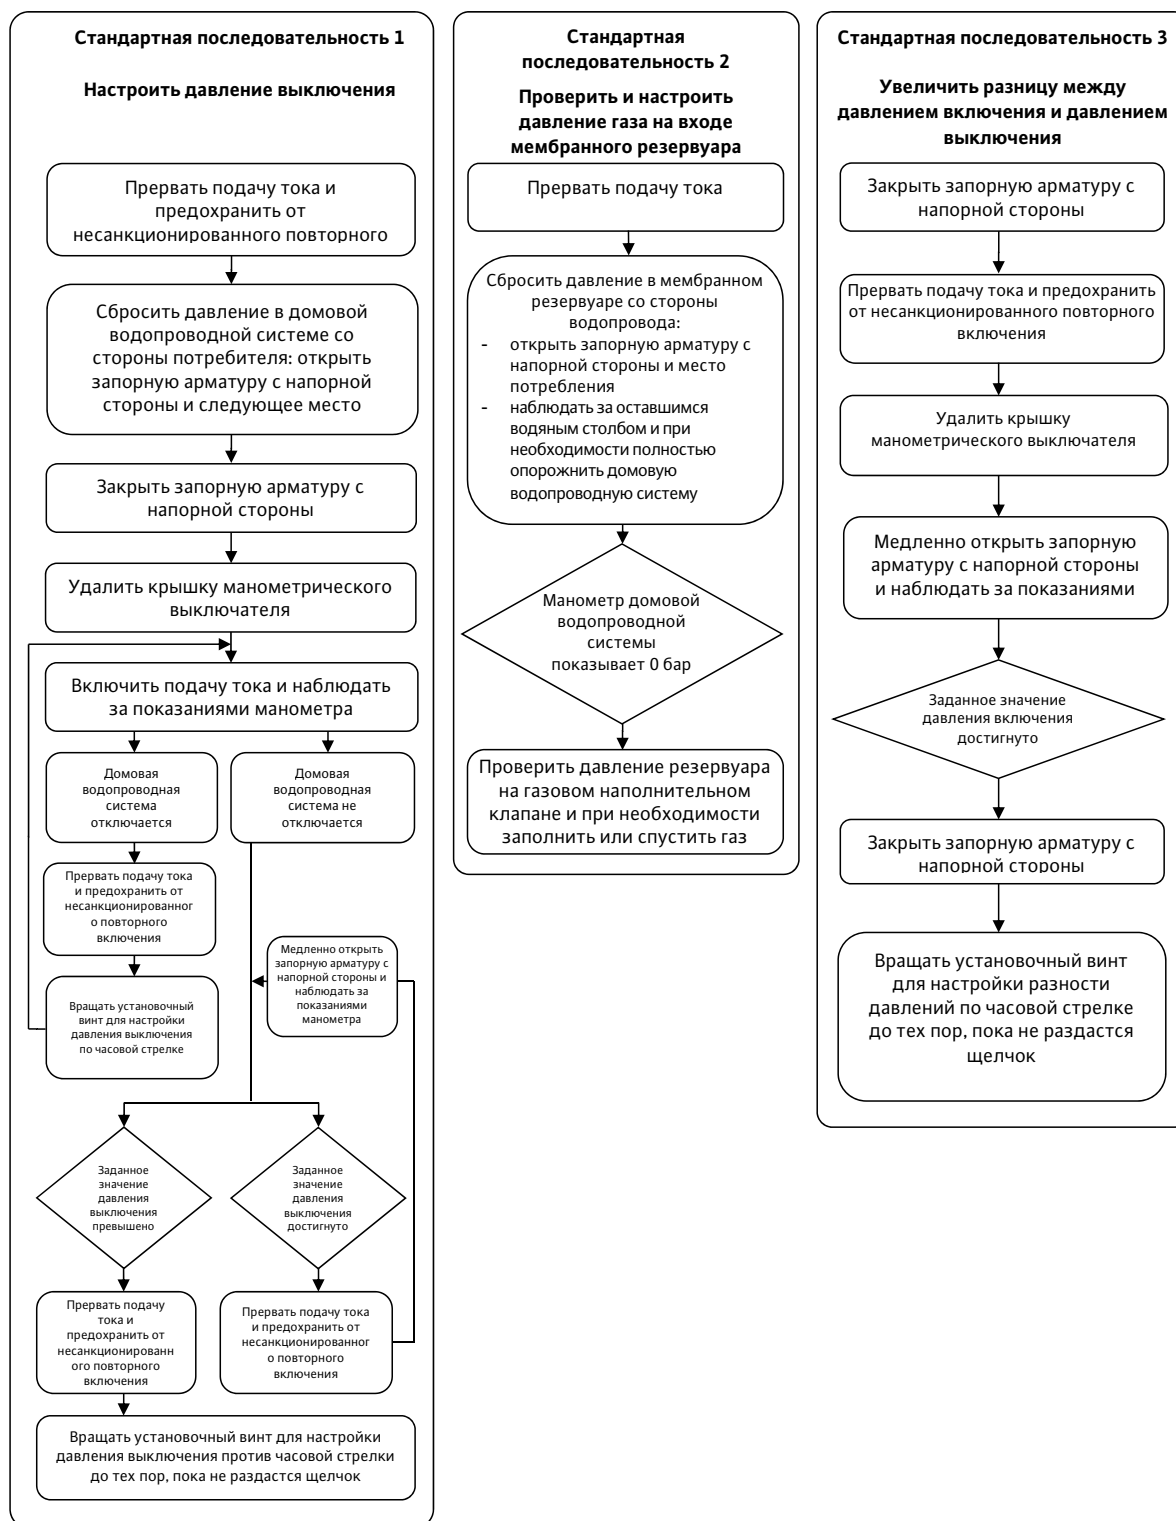 Стандартная последовательность 1
Настроить давление выключения
Прервать подачу тока и
предохранить от
несанкционированного повторного
Сбросить давление в домовой
водопроводной системе со
стороны потребителя: открыть
запорную арматуру с напорной
стороны и следующее место
Закрыть запорную арматуру с
напорной стороны
Удалить крышку манометрического
выключателя
Включить подачу тока и наблюдать
за показаниями манометра
Домовая
водопроводная
система
отключается
Домовая
водопроводная
система не
отключается
Прервать подачу тока
и предохранить от
несанкционированног
о повторного
включения
Медленно открыть
запорную арматуру с
напорной стороны и
наблюдать за
показаниями
манометра
Вращать установочный
винт для настройки
давления выключения
по часовой стрелке
Заданное
значение
давления
выключения
превышено
Заданное
значение
давления
выключения
достигнуто
Прервать подачу
тока и
предохранить от
несанкционированн
ого повторного
включения
Прервать подачу тока
и предохранить от
несанкционированног
о повторного
включения
Вращать установочный винт для настройки
давления выключения против часовой стрелки
до тех пор, пока не раздастся щелчок
Стандартная
последовательность 2
Проверить и настроить
давление газа на входе
мембранного резервуара
Прервать подачу тока
Сбросить давление в мембранном
резервуаре со стороны
водопровода:
- открыть запорную арматуру с
напорной стороны и место
потребления
- наблюдать за оставшимся
водяным столбом и при
необходимости полностью
опорожнить домовую
водопроводную систему
Манометр домовой
водопроводной
системы
показывает 0 бар
Проверить давление резервуара
на газовом наполнительном
клапане и при необходимости
заполнить или спустить газ
Стандартная последовательность 3
Увеличить разницу между
давлением включения и давлением
выключения
Закрыть запорную арматуру с
напорной стороны
Прервать подачу тока и предохранить
от несанкционированного повторного
включения
Удалить крышку
манометрического выключателя
Медленно открыть запорную
арматуру с напорной стороны
и наблюдать за показаниями
Заданное значение
давления включения
достигнуто
Закрыть запорную арматуру с
напорной стороны
Вращать установочный винт
для настройки разности
давлений по часовой стрелке
до тех пор, пока не раздастся
щелчок